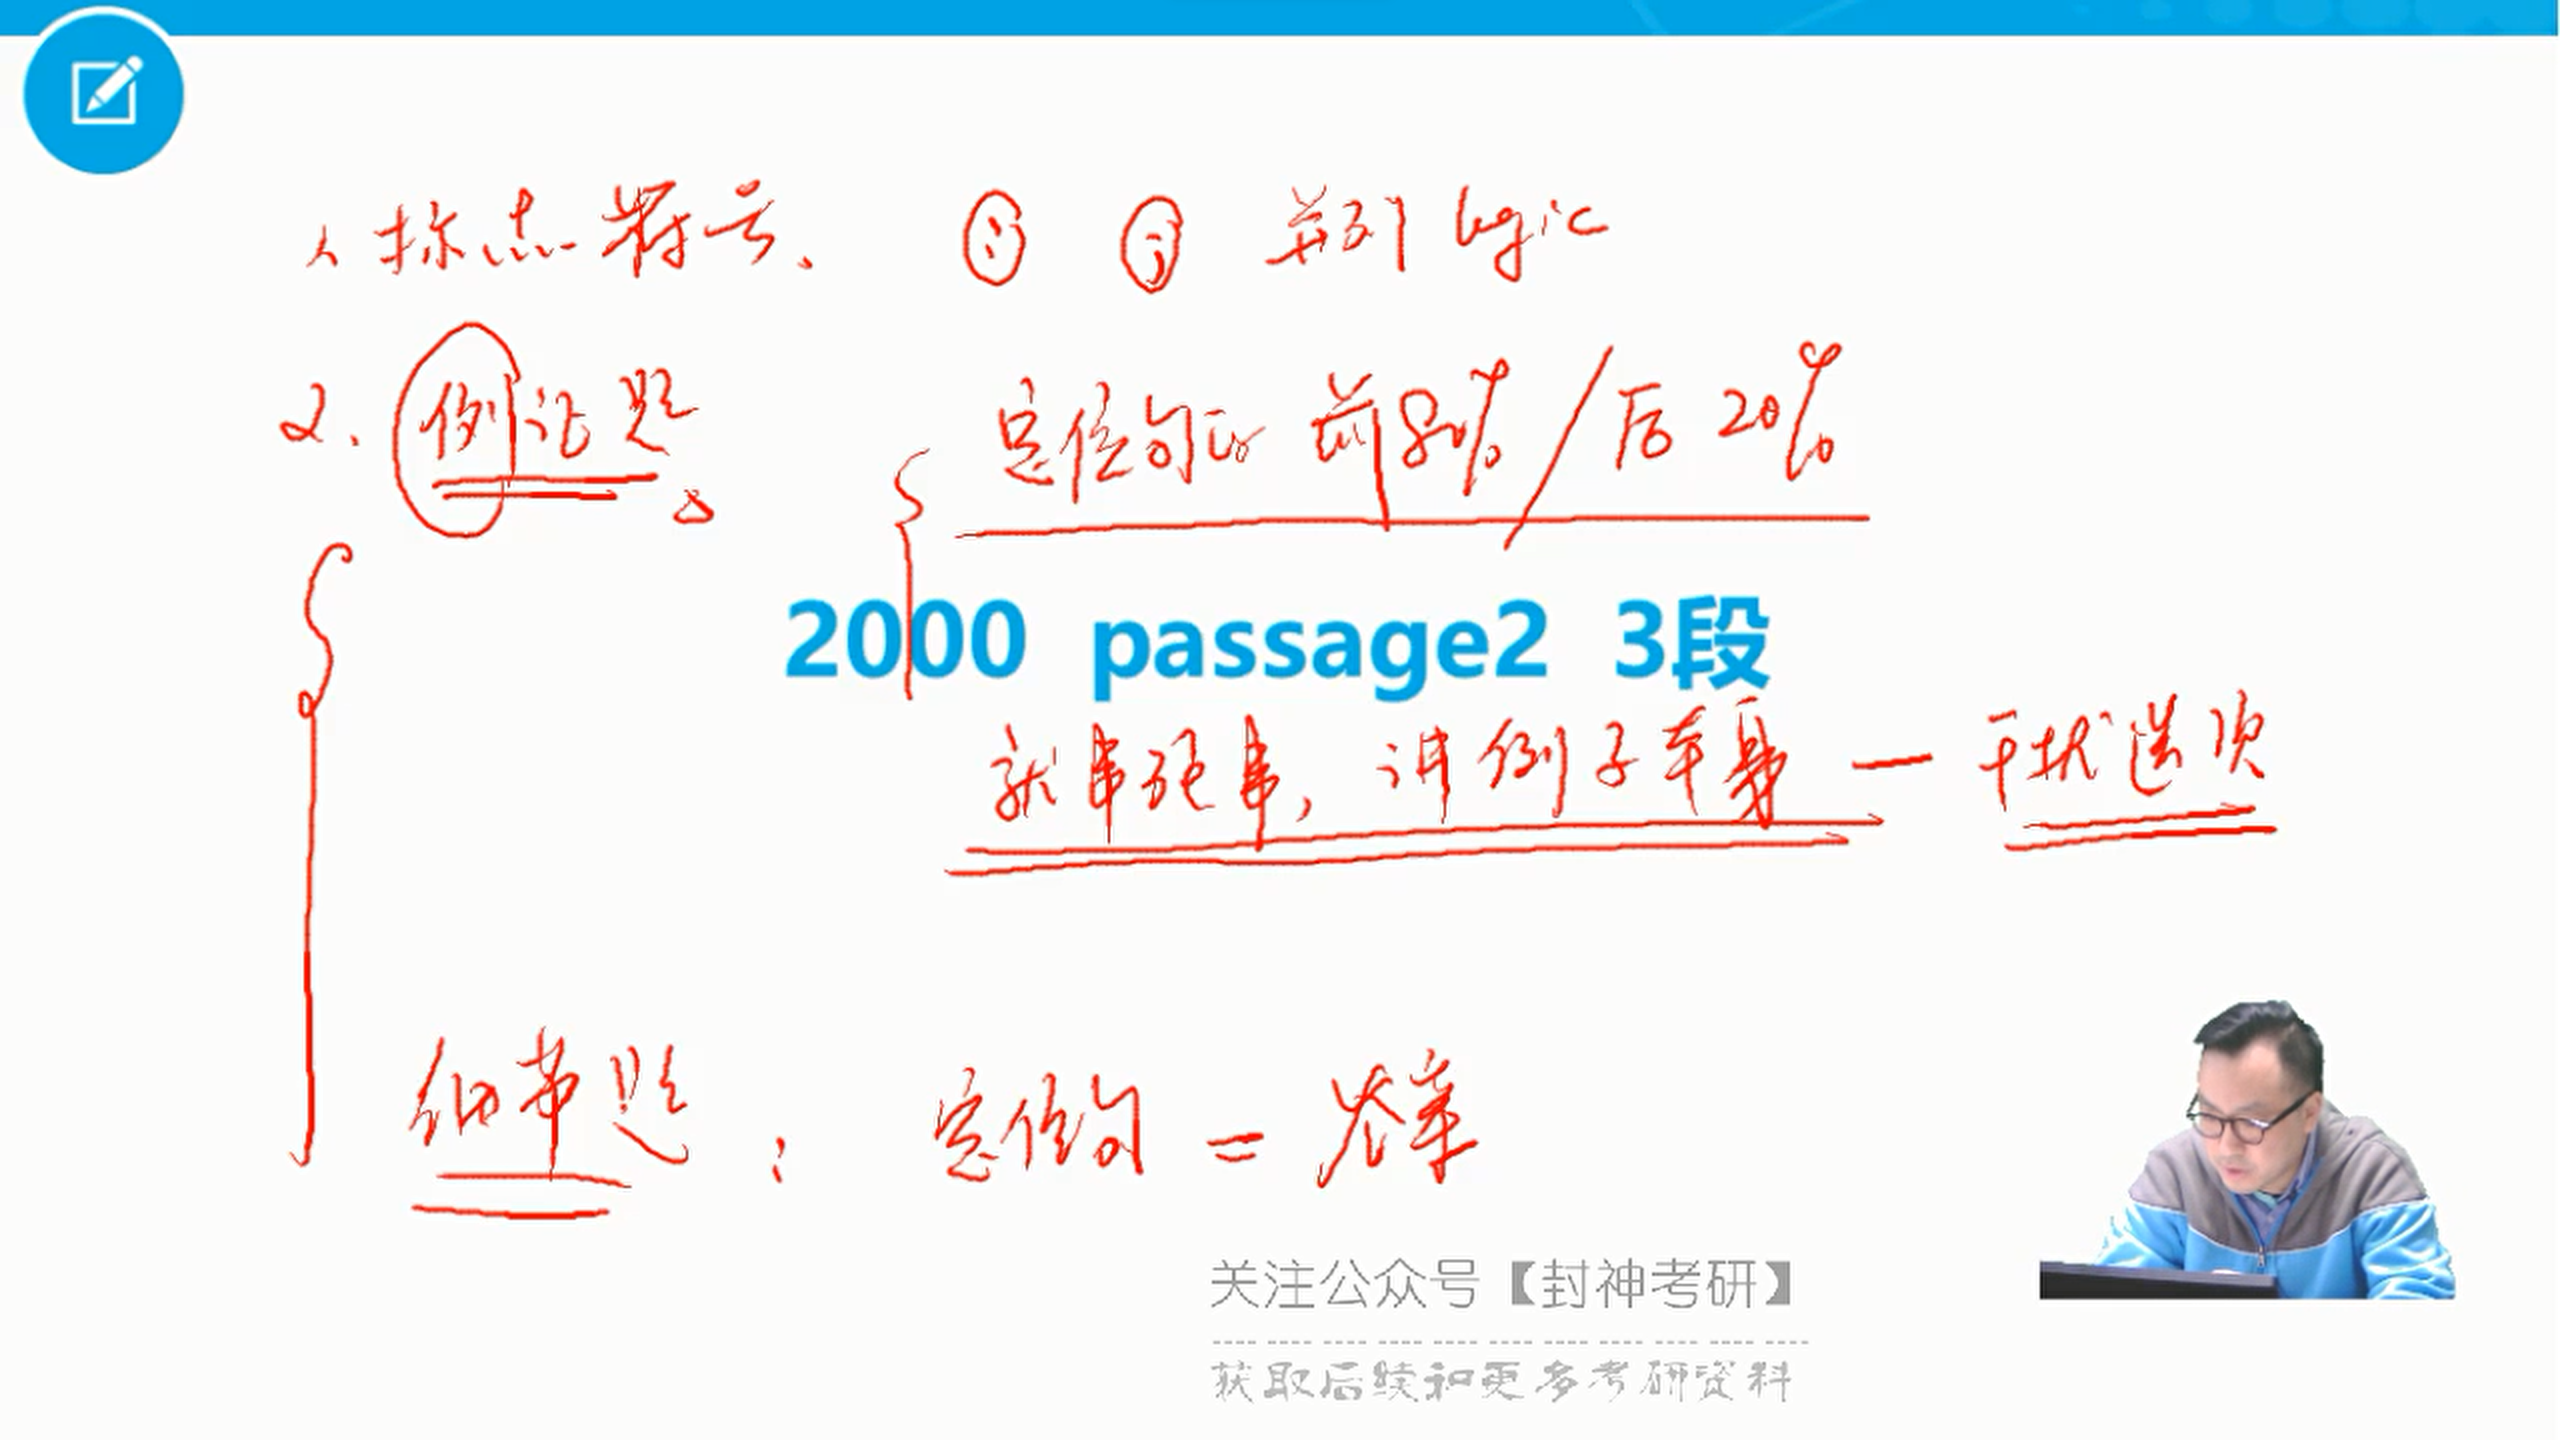 1、标志符号、 : ; 并列 logic
2、例证题 定位句的 前80% / 后20%
2000 passage2 3段
就事论事，讲例子本身 — 干扰选项
细节题： 定位句 = 答案
关注公众号【封神考研】
获取后续和更多考研资料